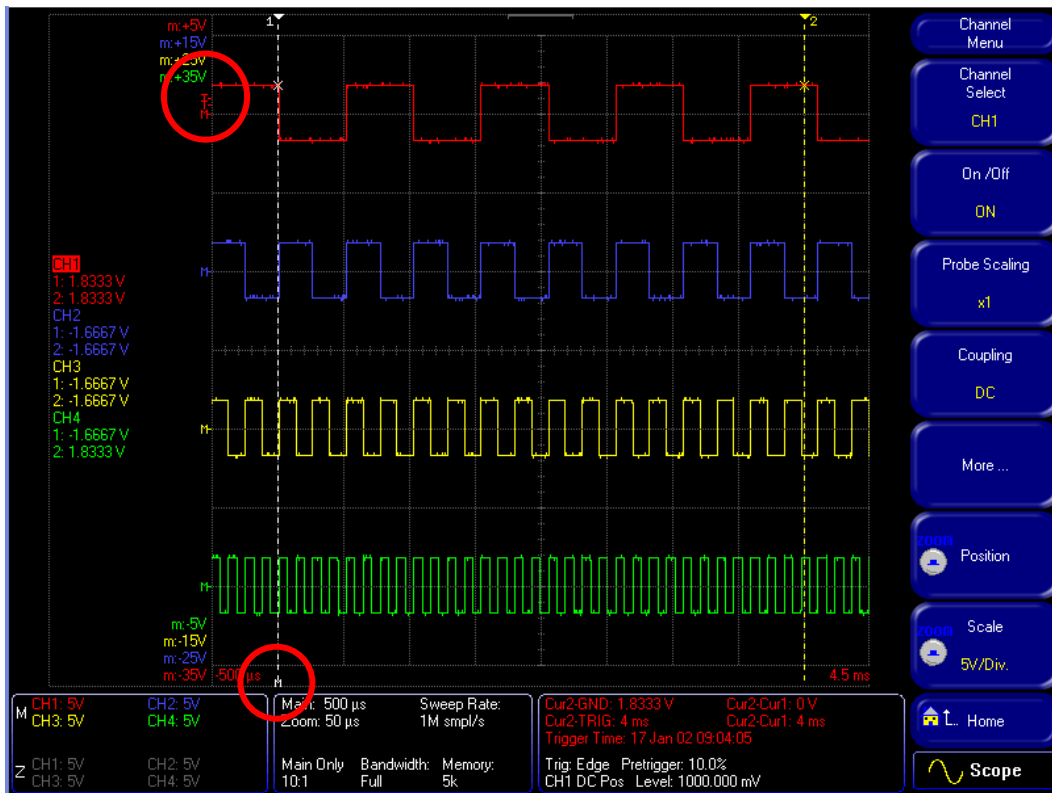 m:+5V
m:+15V
m:+25V
m:+35V
1
2
T
M
M
M
M
CH1
1: 1.8333 V
2: 1.8333 V
CH2
1: -1.6667 V
2: -1.6667 V
CH3
1: -1.6667 V
2: -1.6667 V
CH4
1: -1.6667 V
2: 1.8333 V
m:-5V
m:-15V
m:-25V
m:-35V
-500 µs
M
4.5 ms
M CH1: 5V CH2: 5V
CH3: 5V CH4: 5V
Z CH1: 5V CH2: 5V
CH3: 5V CH4: 5V
Main: 500 µs Sweep Rate:
Zoom: 50 µs 1M smpl/s
Main Only Bandwidth: Memory:
10:1 Full 5k
Cur2-GND: 1.8333 V Cur2-Cur1: 0 V
Cur2-TRIG: 4 ms Cur2-Cur1: 4 ms
Trigger Time: 17 Jan 02 09:04:05
Trig: Edge Pretrigger: 10.0%
CH1 DC Pos Level: 1000.000 mV
Channel
Menu
Channel
Select
CH1
On /Off
ON
Probe Scaling
x1
Coupling
DC
More ...
zoom
Position
zoom
Scale
5V/Div.
Home
Scope